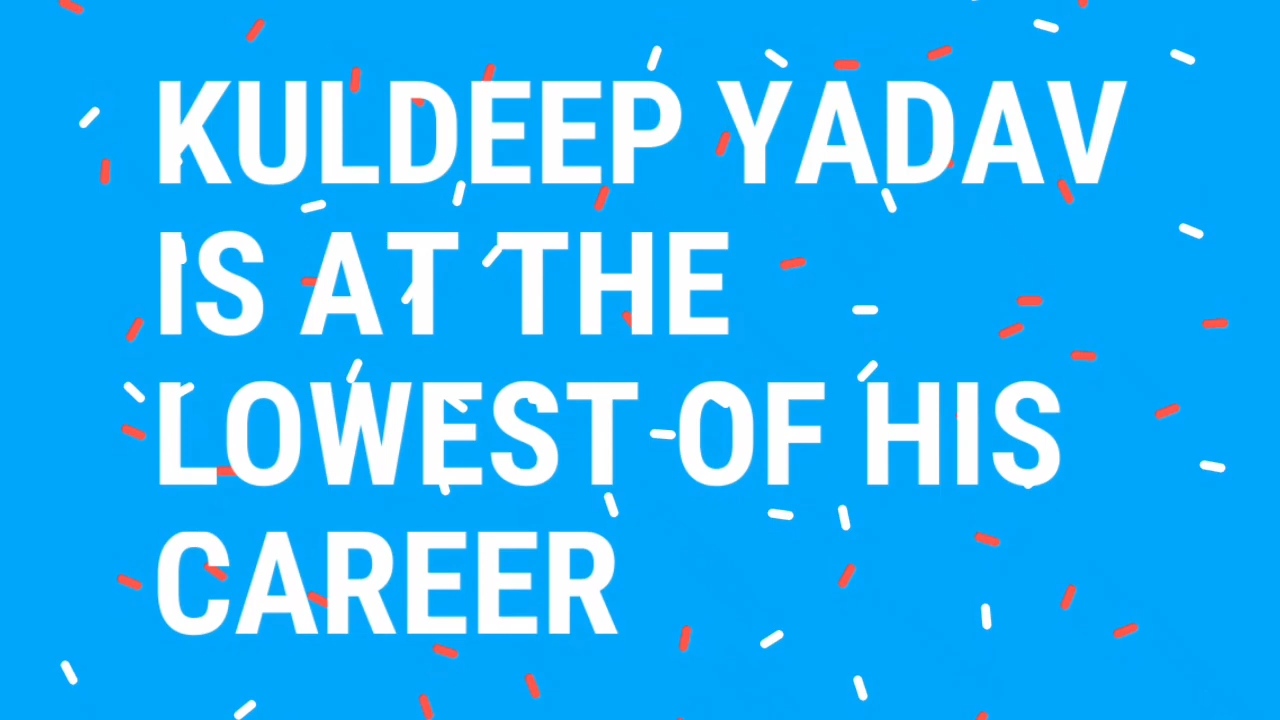 KULDEEP YADAV
IS AT THE
LOWEST OF HIS
CAREER